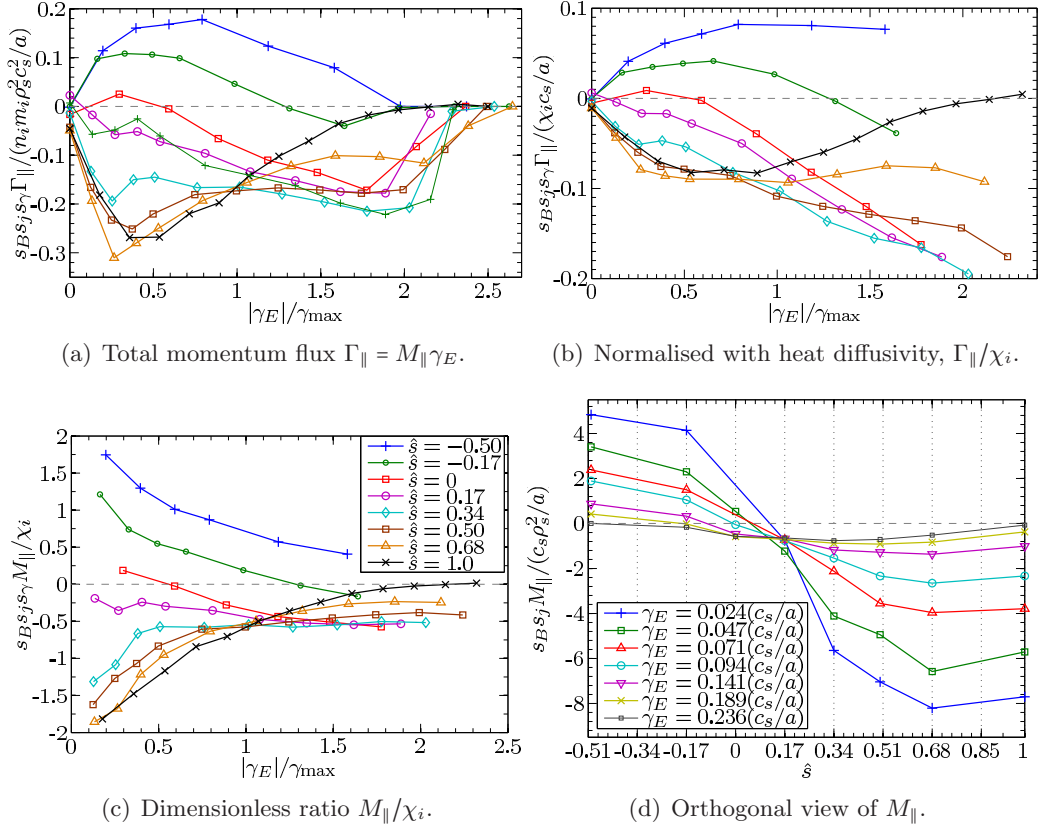 0.2
0.1
0
-0.1
-0.2
-0.3
s_B s_j s_γ Γ_∥/(n_i m_i ρ_s^2 c_s^2/a)
0 0.5 1 1.5 2 2.5
|γ_E|/γ_max
(a) Total momentum flux Γ_∥ = M_∥γ_E.
0.1
0
-0.1
-0.2
s_B s_j s_γ Γ_∥/(χ_i c_s/a)
0 0.5 1 1.5 2
|γ_E|/γ_max
(b) Normalised with heat diffusivity, Γ_∥/χ_i.
2
1.5
1
0.5
0
-0.5
-1
-1.5
-2
s_B s_j s_γ M_∥/χ_i
ŝ = −0.50
ŝ = −0.17
ŝ = 0
ŝ = 0.17
ŝ = 0.34
ŝ = 0.50
ŝ = 0.68
ŝ = 1.0
0 0.5 1 1.5 2 2.5
|γ_E|/γ_max
(c) Dimensionless ratio M_∥/χ_i.
4
2
0
-2
-4
-6
-8
s_B s_j M_∥/(c_s ρ_s^2/a)
γ_E = 0.024(c_s/a)
γ_E = 0.047(c_s/a)
γ_E = 0.071(c_s/a)
γ_E = 0.094(c_s/a)
γ_E = 0.141(c_s/a)
γ_E = 0.189(c_s/a)
γ_E = 0.236(c_s/a)
-0.51 -0.34 -0.17 0 0.17 0.34 0.51 0.68 0.85 1
ŝ
(d) Orthogonal view of M_∥.